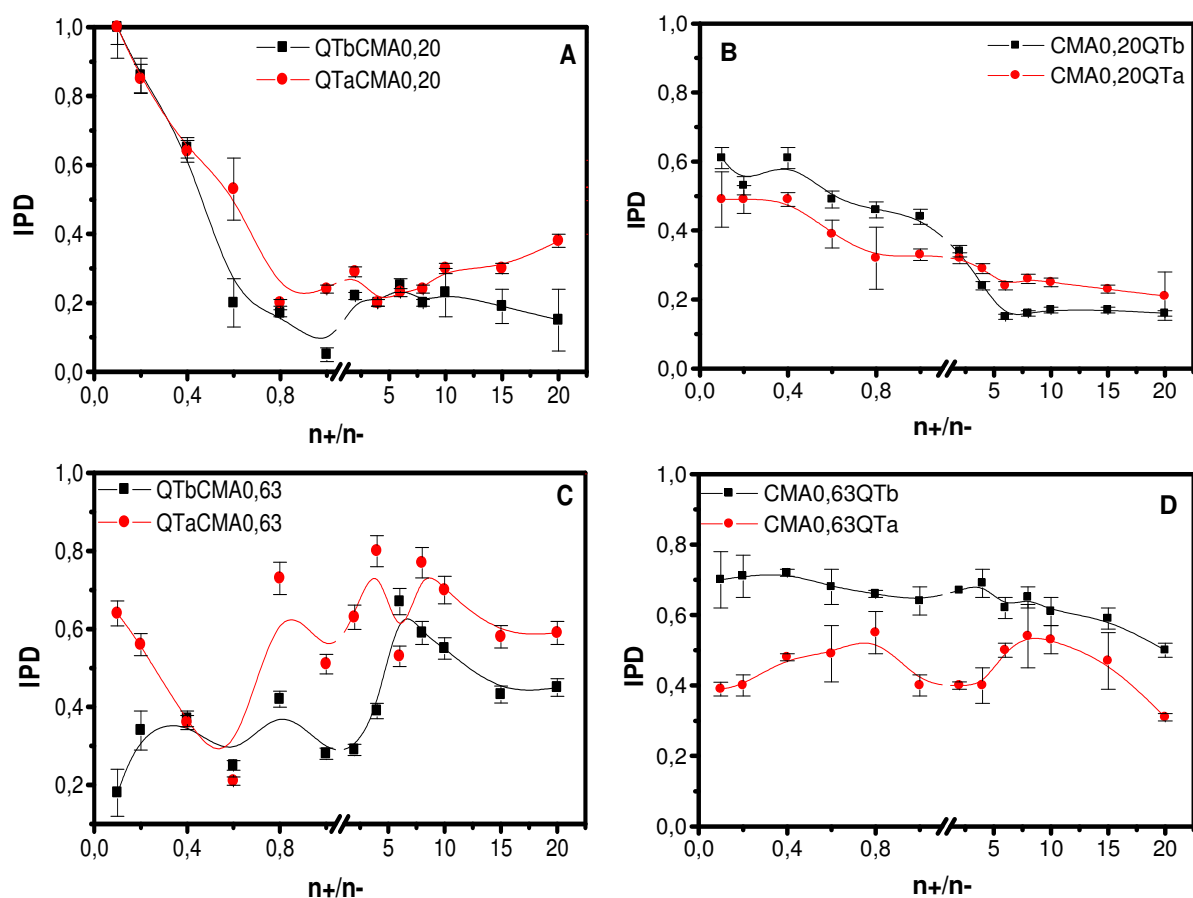 1,0
0,8
0,6
0,4
0,2
0,0
IPD
QTbCMA0,20
QTaCMA0,20
A
0,0
0,4
0,8
5
10
15
20
n+/n-
1,0
0,8
0,6
0,4
0,2
0,0
IPD
B
CMA0,20QTb
CMA0,20QTa
0,0
0,4
0,8
5
10
15
20
n+/n-
1,0
0,8
0,6
0,4
0,2
IPD
QTbCMA0,63
QTaCMA0,63
C
0,0
0,4
0,8
5
10
15
20
n+/n-
1,0
0,8
0,6
0,4
0,2
0,0
IPD
CMA0,63QTb
CMA0,63QTa
D
0,0
0,4
0,8
5
10
15
20
n+/n-